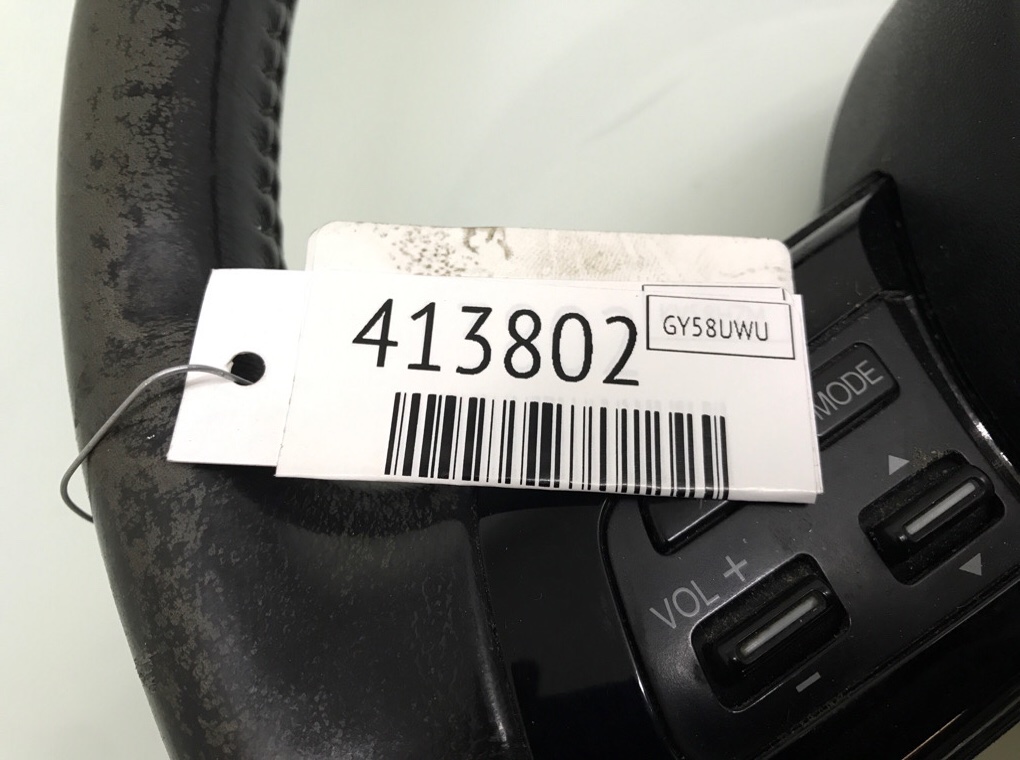 413802
GY58UWU
MODE
VOL +
-